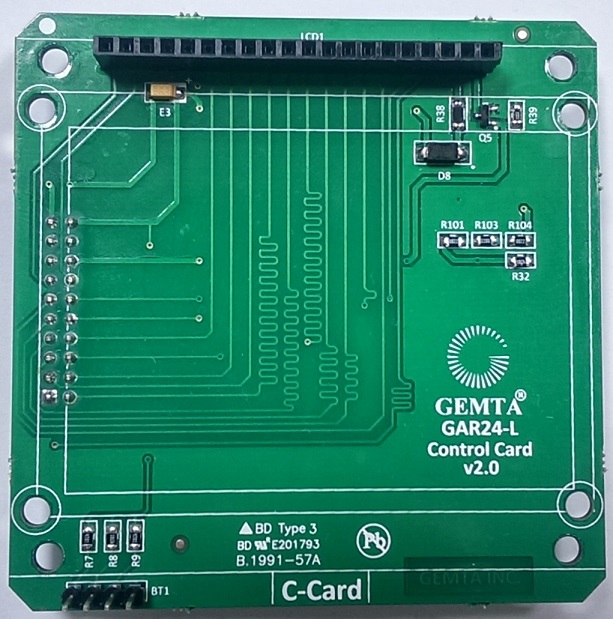 LCD1
E3
R38
Q5
R39
D8
R101 R103 R104
R32
GEMTA®
GAR24-L
Control Card
v2.0
R7
R8
R9
BT1
BD Type 3
BD E201793
B.1991-57A
Pb
C-Card
GEMTA INC.